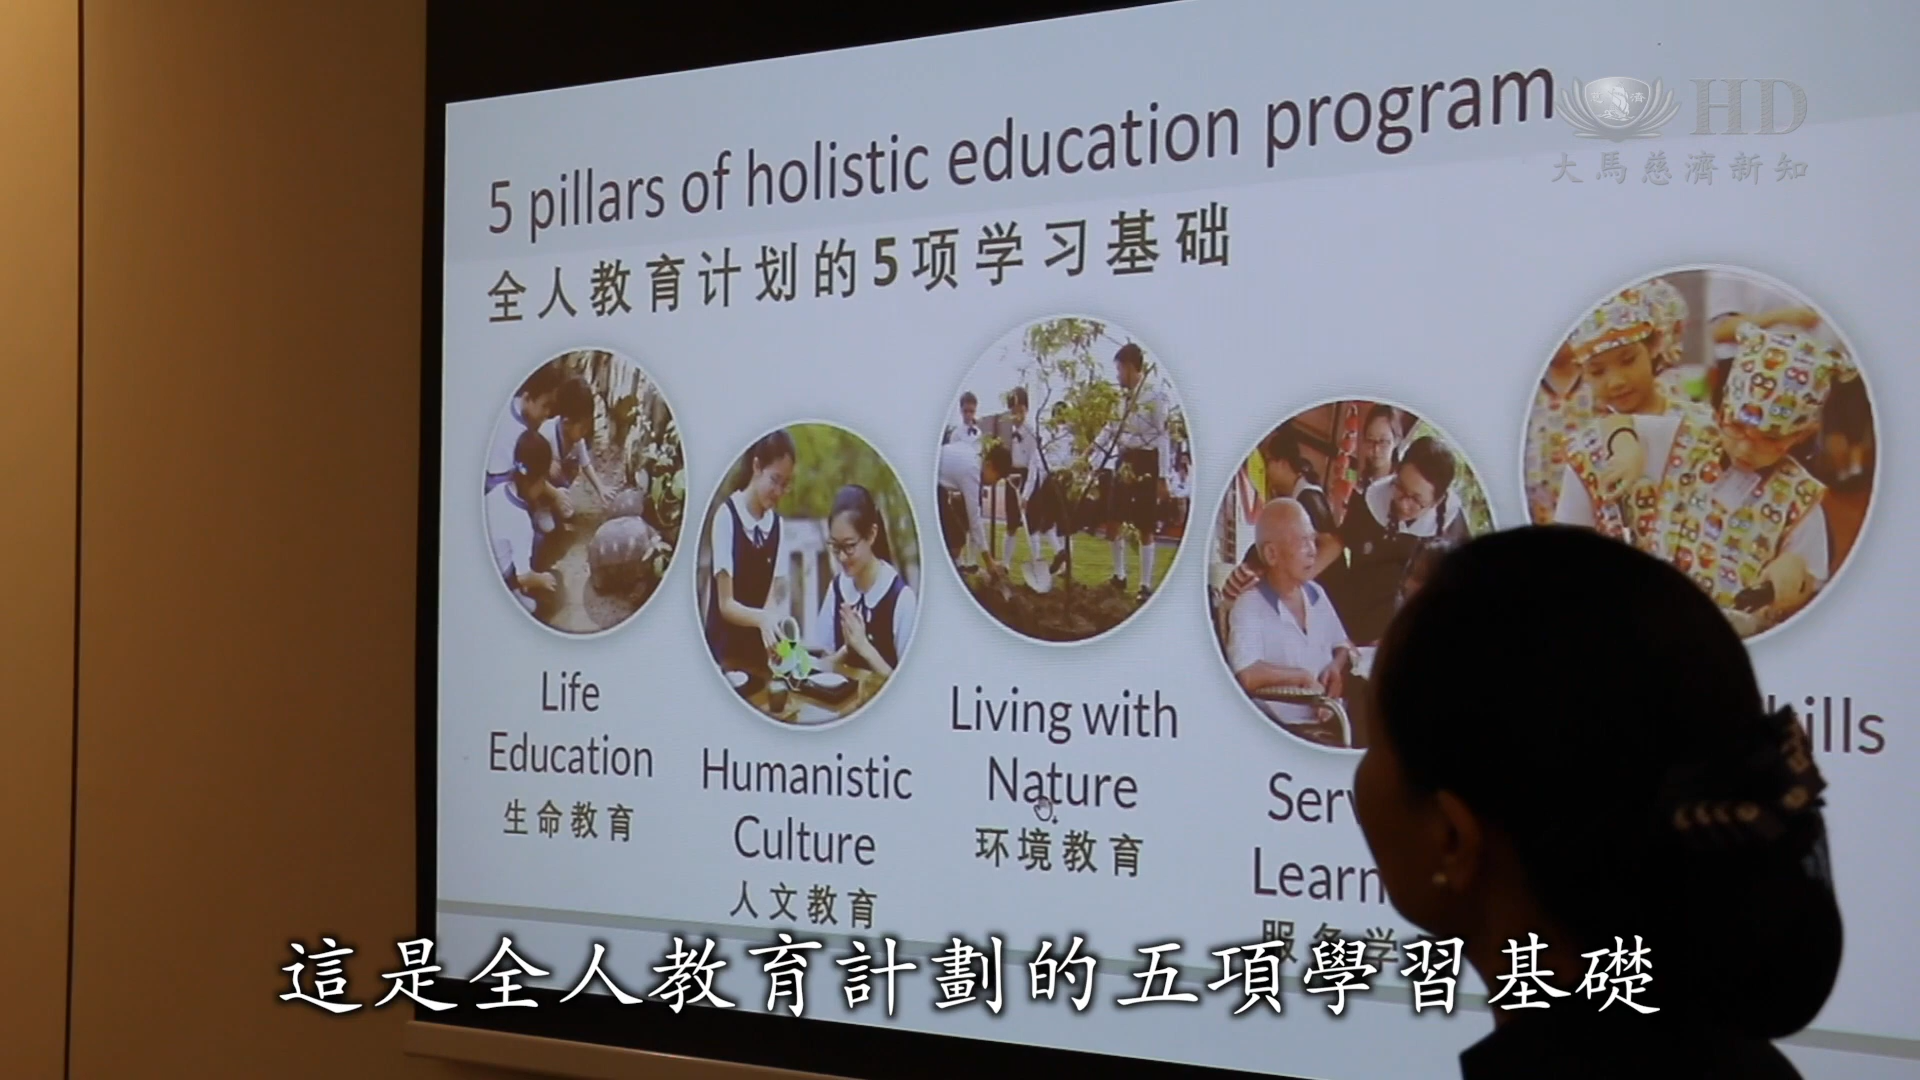 5 pillars of holistic education program
全人教育计划的5项学习基础
HD
大馬慈濟新知
Life
Education
生命教育
Humanistic
Culture
人文教育
Living with
Nature
环境教育
這是全人教育計劃的五項學習基礎